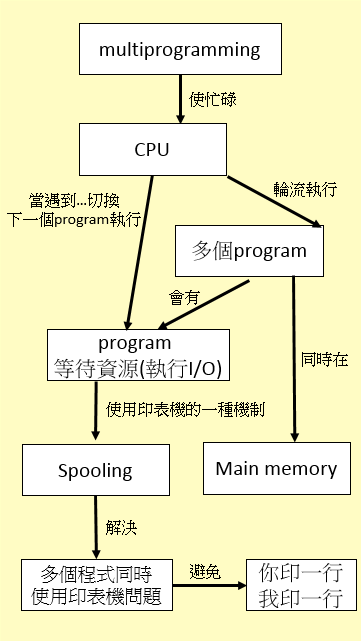 multiprogramming
使忙碌
CPU
當遇到...切換
下一個program執行
輪流執行
多個program
會有
program
等待資源(執行I/O)
同時在
使用印表機的一種機制
Spooling
Main memory
解決
多個程式同時
使用印表機問題
避免
你印一行
我印一行